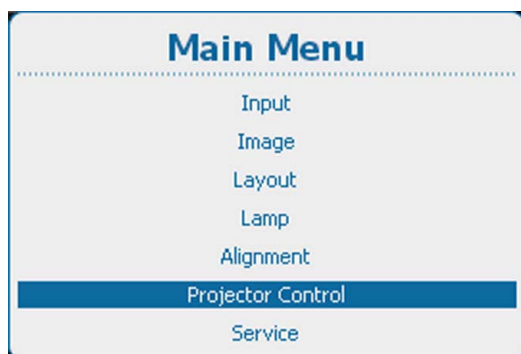 Main Menu
Input
Image
Layout
Lamp
Alignment
Projector Control
Service